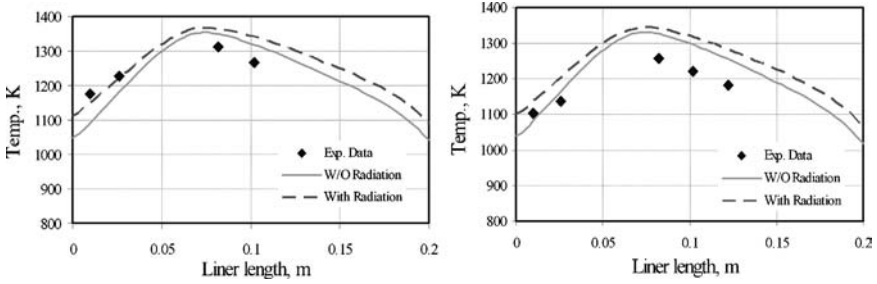 1400
1300
1200
1100
1000
900
800
Temp., K
0
0.05
0.1
0.15
0.2
Liner length, m
Exp. Data
W/O Radiation
With Radiation
1400
1300
1200
1100
1000
900
800
Temp., K
0
0.05
0.1
0.15
0.2
Liner length, m
Exp. Data
W/O Radiation
With Radiation